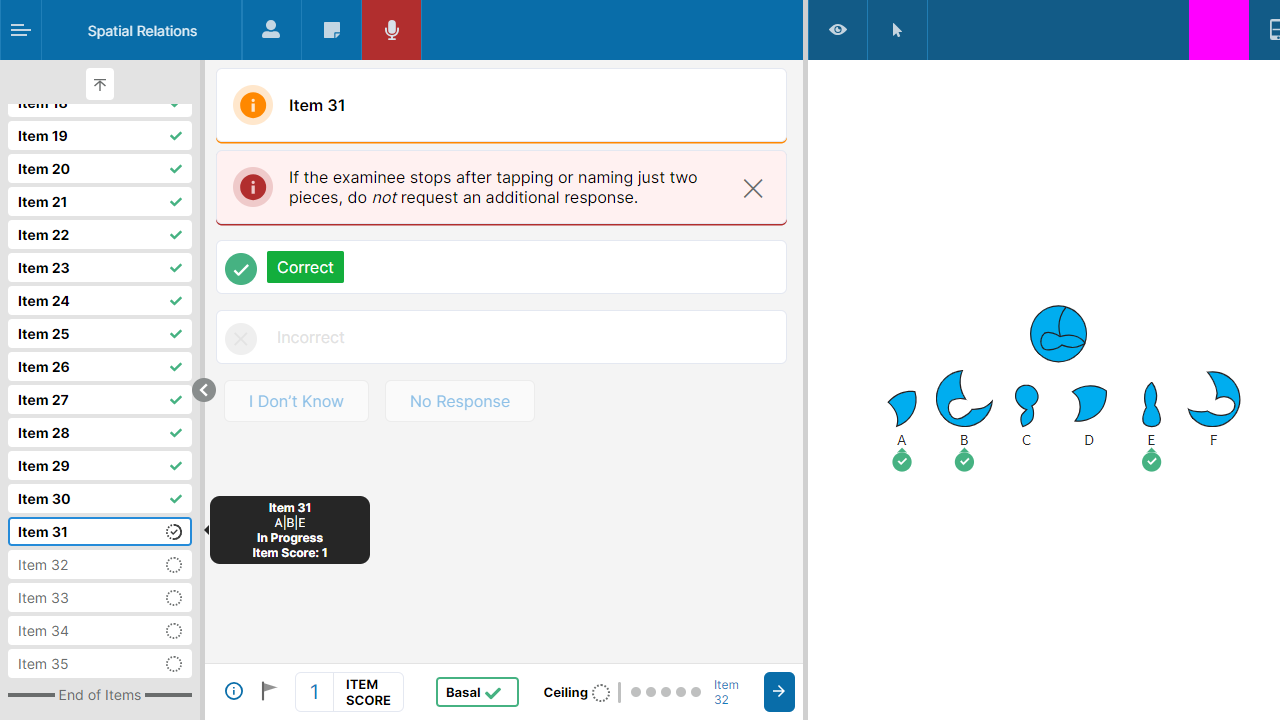 Spatial Relations
Item 18
Item 19
Item 20
Item 21
Item 22
Item 23
Item 24
Item 25
Item 26
Item 27
Item 28
Item 29
Item 30
Item 31
Item 32
Item 33
Item 34
Item 35
End of Items
Item 31
If the examinee stops after tapping or naming just two
pieces, do not request an additional response.
Correct
Incorrect
I Don’t Know
No Response
Item 31
A|B|E
In Progress
Item Score: 1
1
ITEM
SCORE
Basal
Ceiling
Item
32
A B C D E F